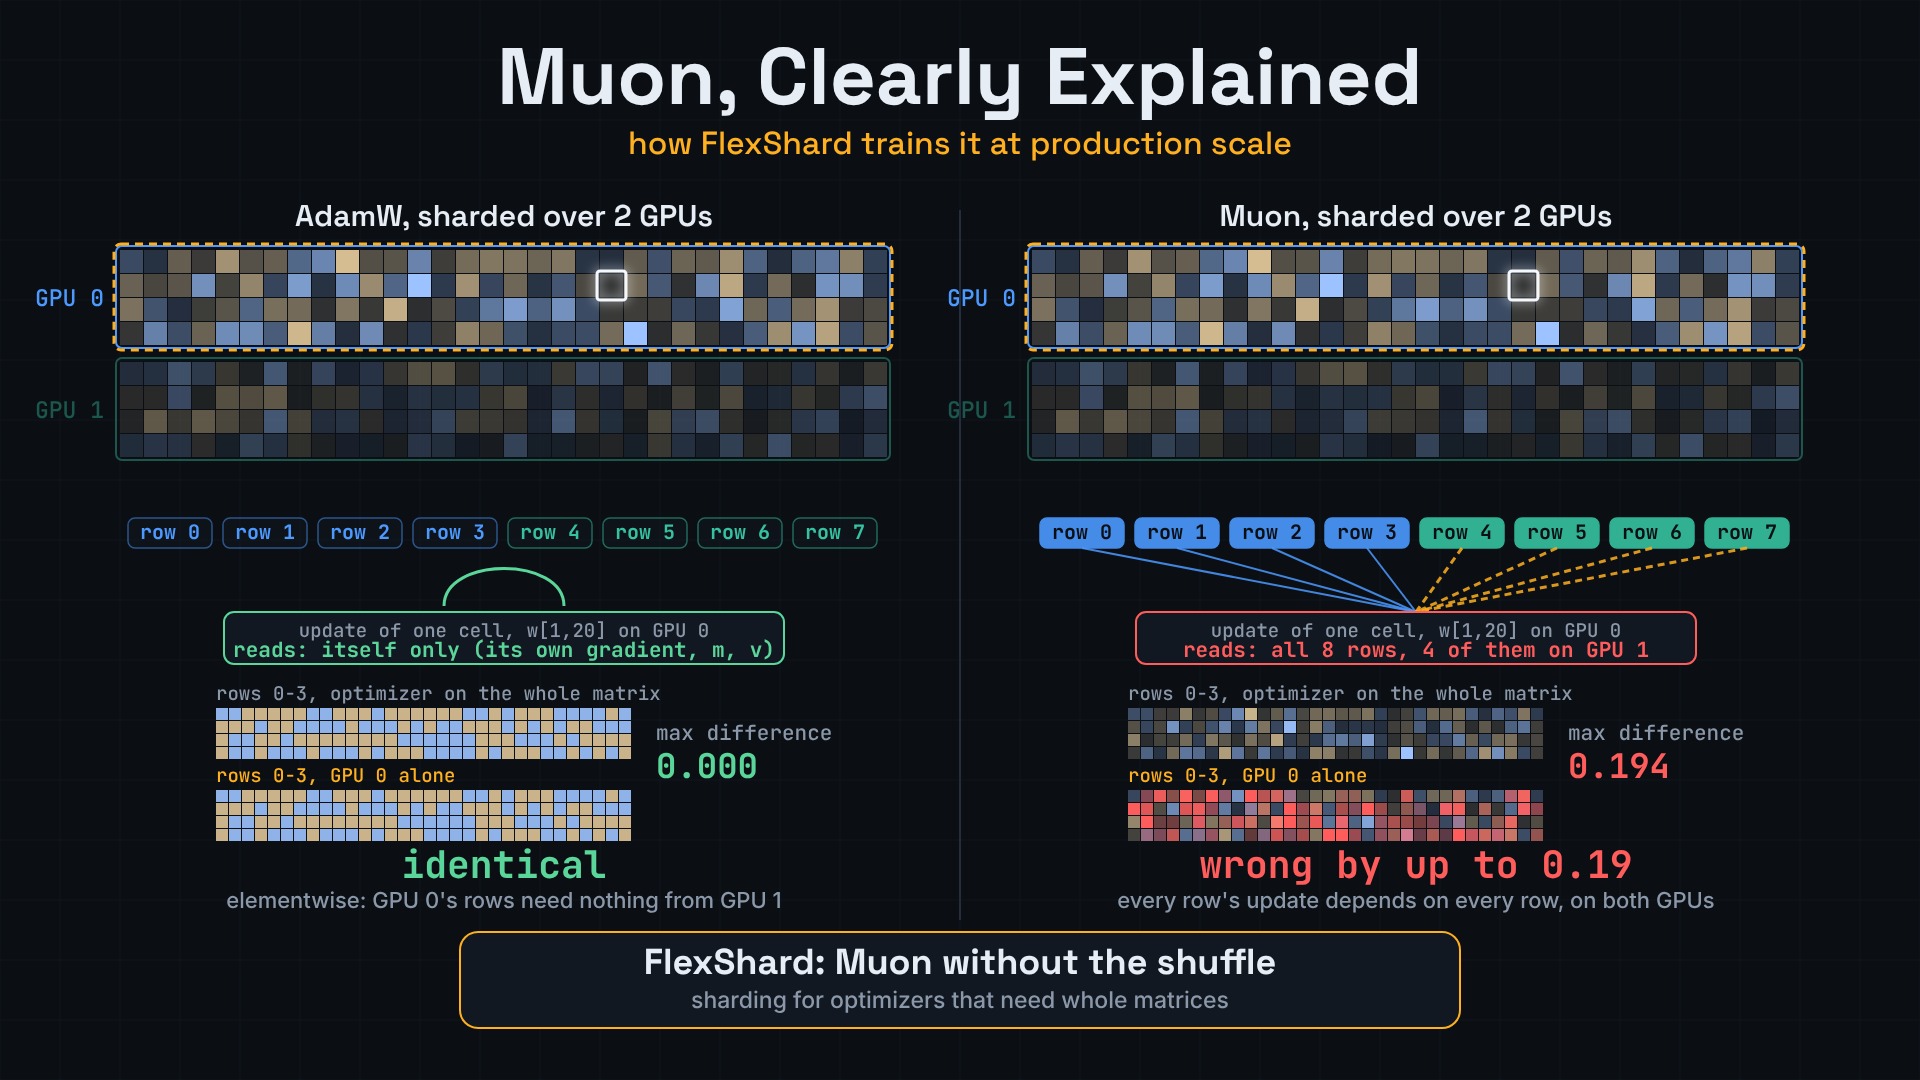 Muon, Clearly Explained
how FlexShard trains it at production scale
AdamW, sharded over 2 GPUs
GPU 0
GPU 1
row 0 row 1 row 2 row 3 row 4 row 5 row 6 row 7
update of one cell, w[1,20] on GPU 0
reads: itself only (its own gradient, m, v)
rows 0-3, optimizer on the whole matrix
max difference
0.000
rows 0-3, GPU 0 alone
identical
elementwise: GPU 0's rows need nothing from GPU 1
Muon, sharded over 2 GPUs
GPU 0
GPU 1
row 0 row 1 row 2 row 3 row 4 row 5 row 6 row 7
update of one cell, w[1,20] on GPU 0
reads: all 8 rows, 4 of them on GPU 1
rows 0-3, optimizer on the whole matrix
max difference
0.194
rows 0-3, GPU 0 alone
wrong by up to 0.19
every row's update depends on every row, on both GPUs
FlexShard: Muon without the shuffle
sharding for optimizers that need whole matrices